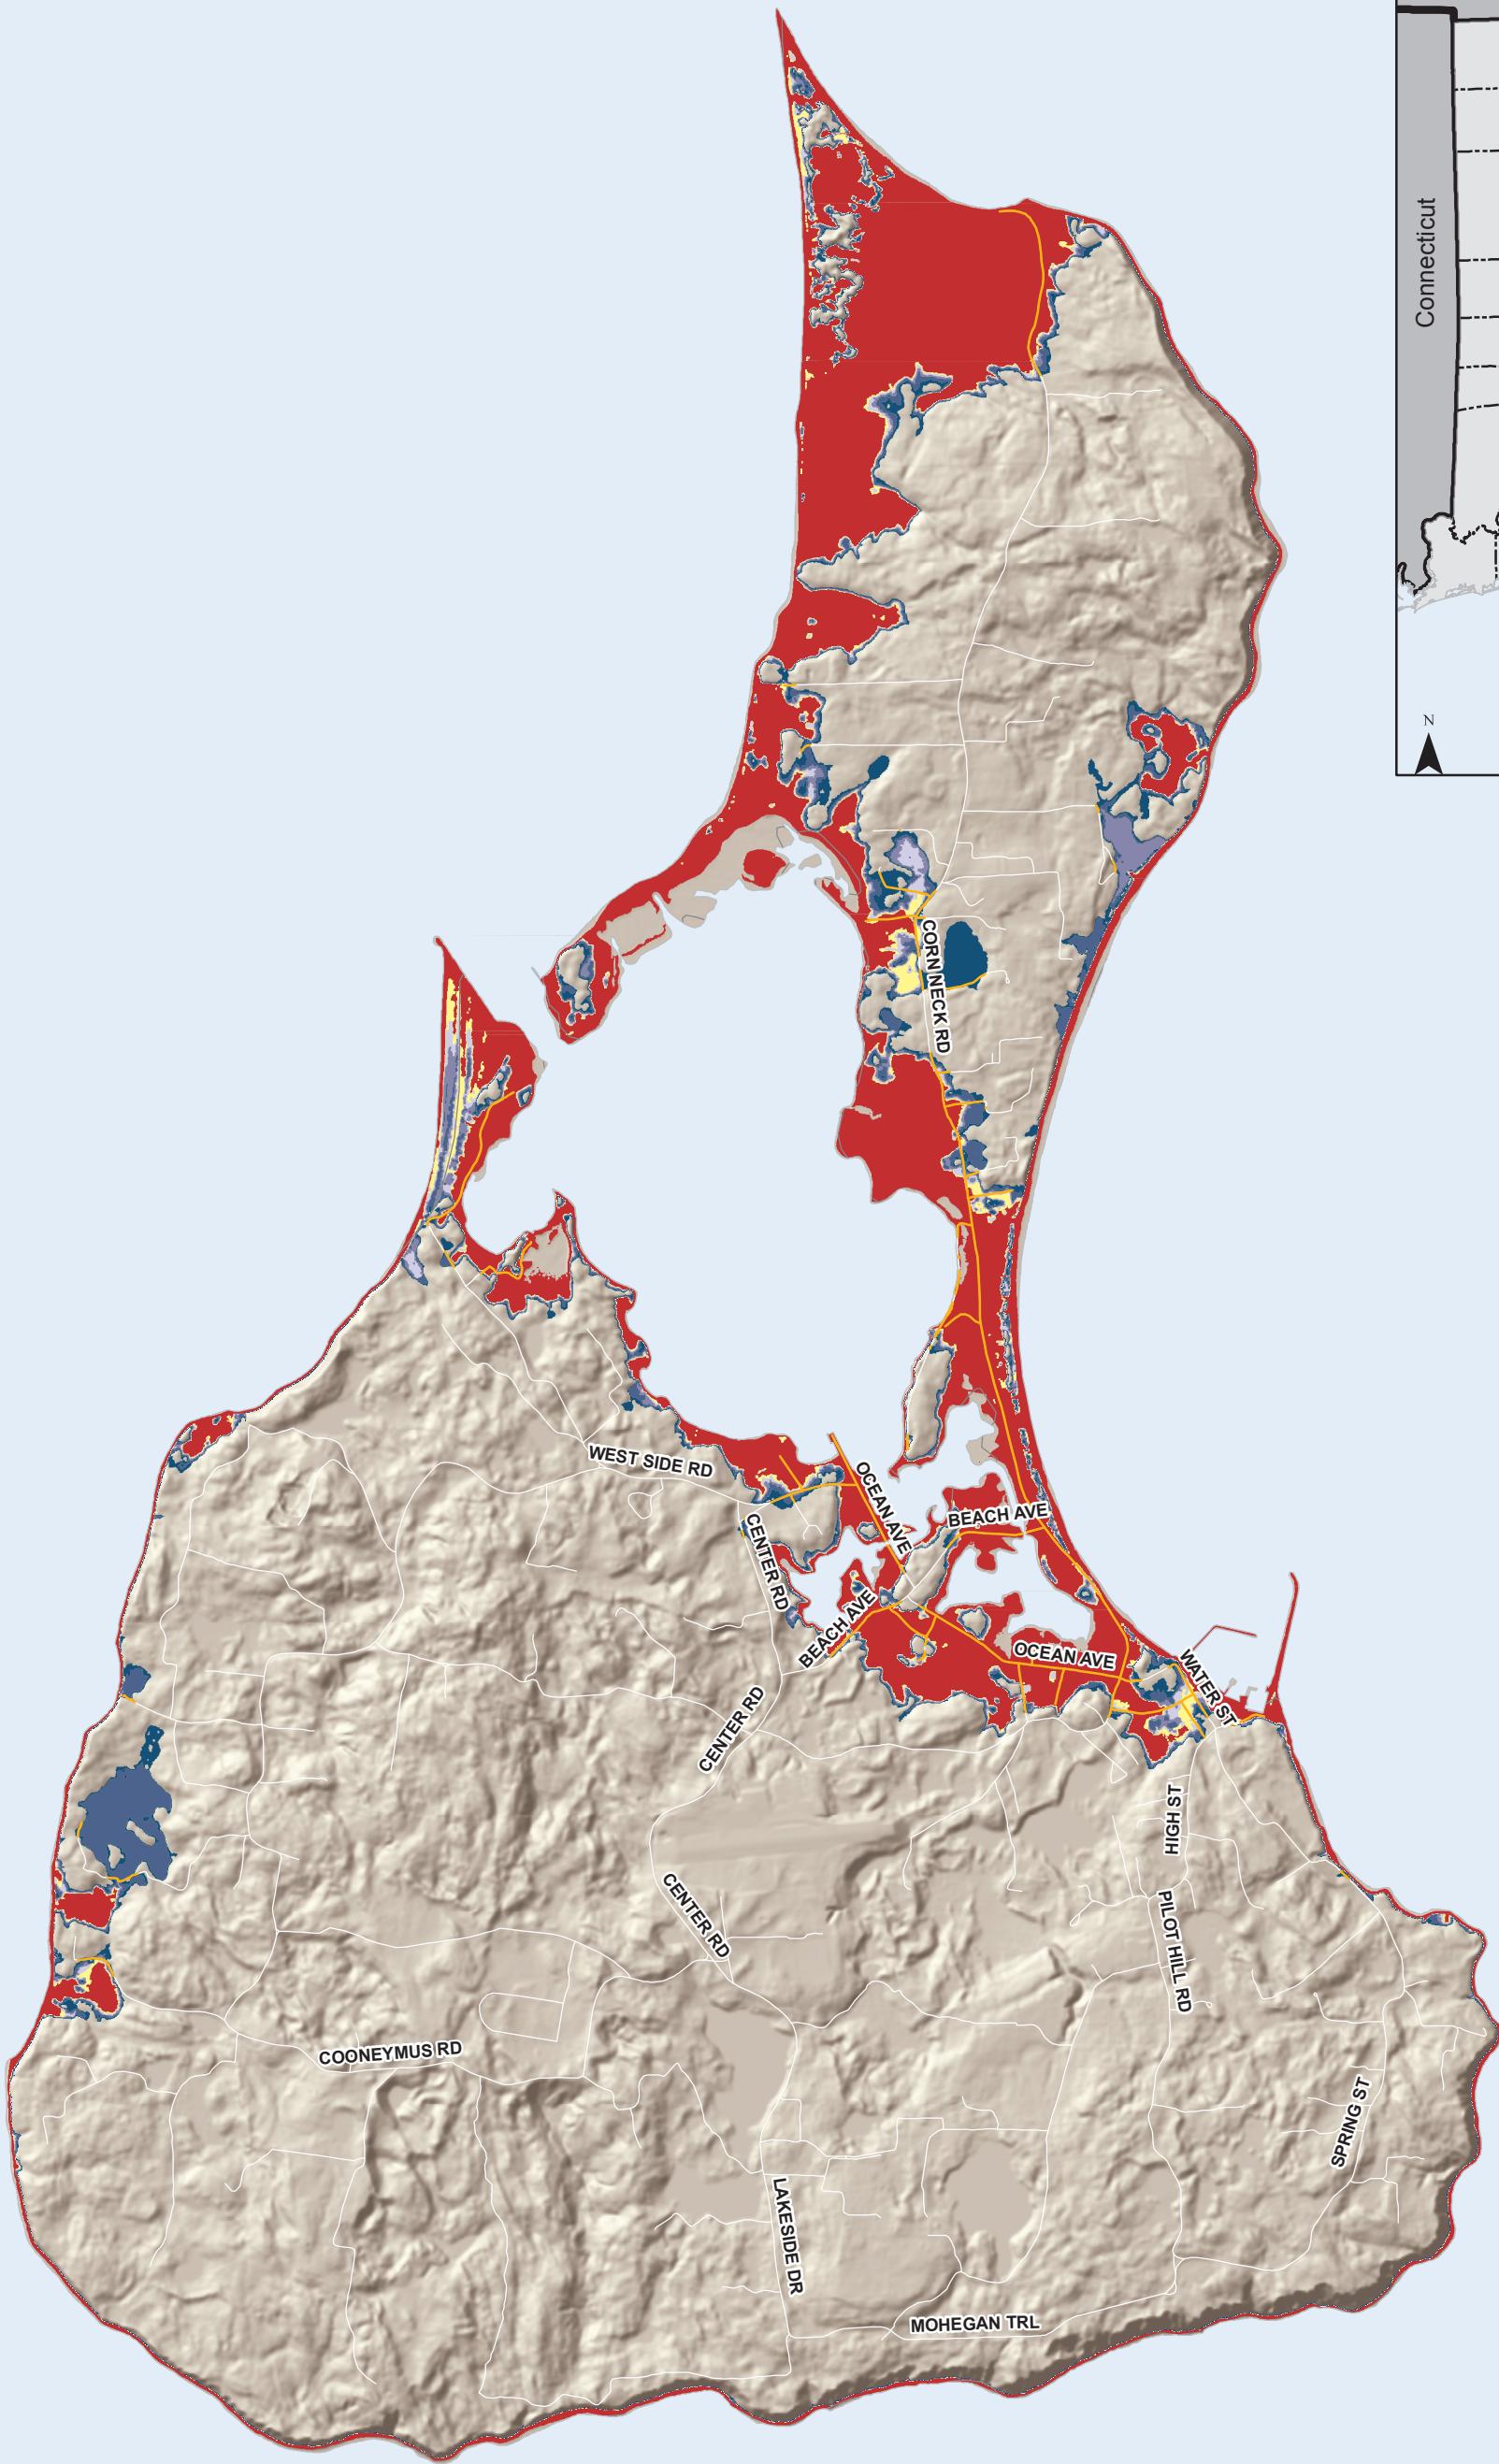 Connecticut
N
CORN NECK RD
WEST SIDE RD
OCEAN AVE
BEACH AVE
CENTER RD
BEACH AVE
OCEAN AVE
WATER ST
CENTER RD
HIGH ST
CENTER RD
PILOT HILL RD
COONEYMUS RD
SPRING ST
LAKESIDE DR
MOHEGAN TRL